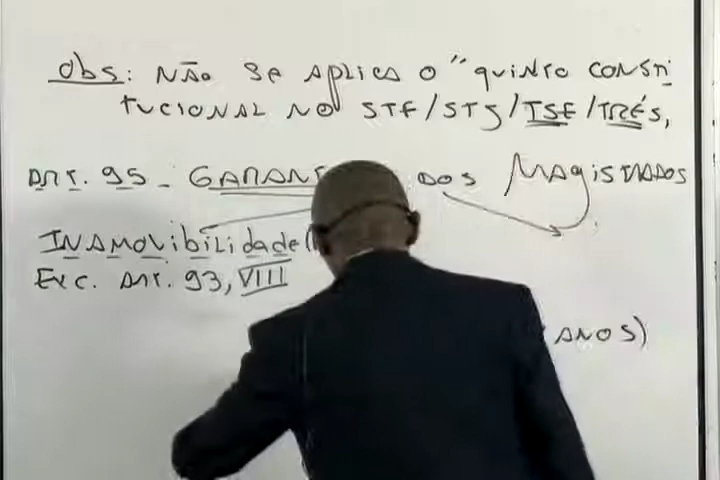 Obs: NÃO SE APLICA O "QUINTO CONSTI
TUCIONAL NO STF/STJ/TSE/TRÉS,
ART. 95 - GARANT DOS MAGISTRADOS
INAMOVIBILIDADE (
EXC. ART. 93, VIII
ANOS)